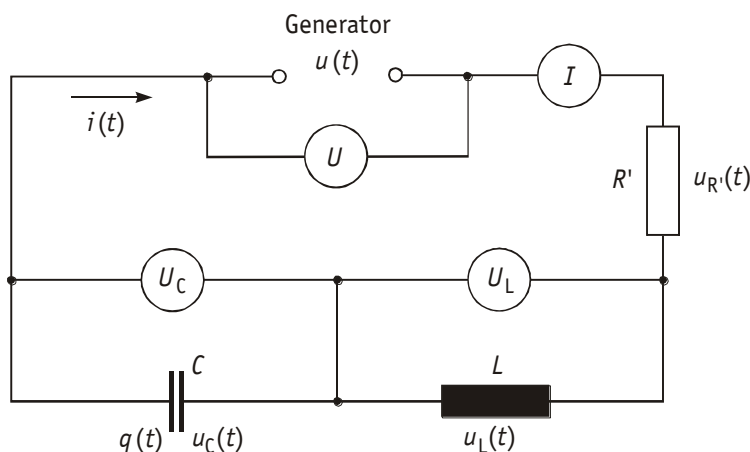 Generator
u(t)
I
i(t)
U
R'
u_R'(t)
U_C
U_L
C
L
q(t)
u_C(t)
u_L(t)